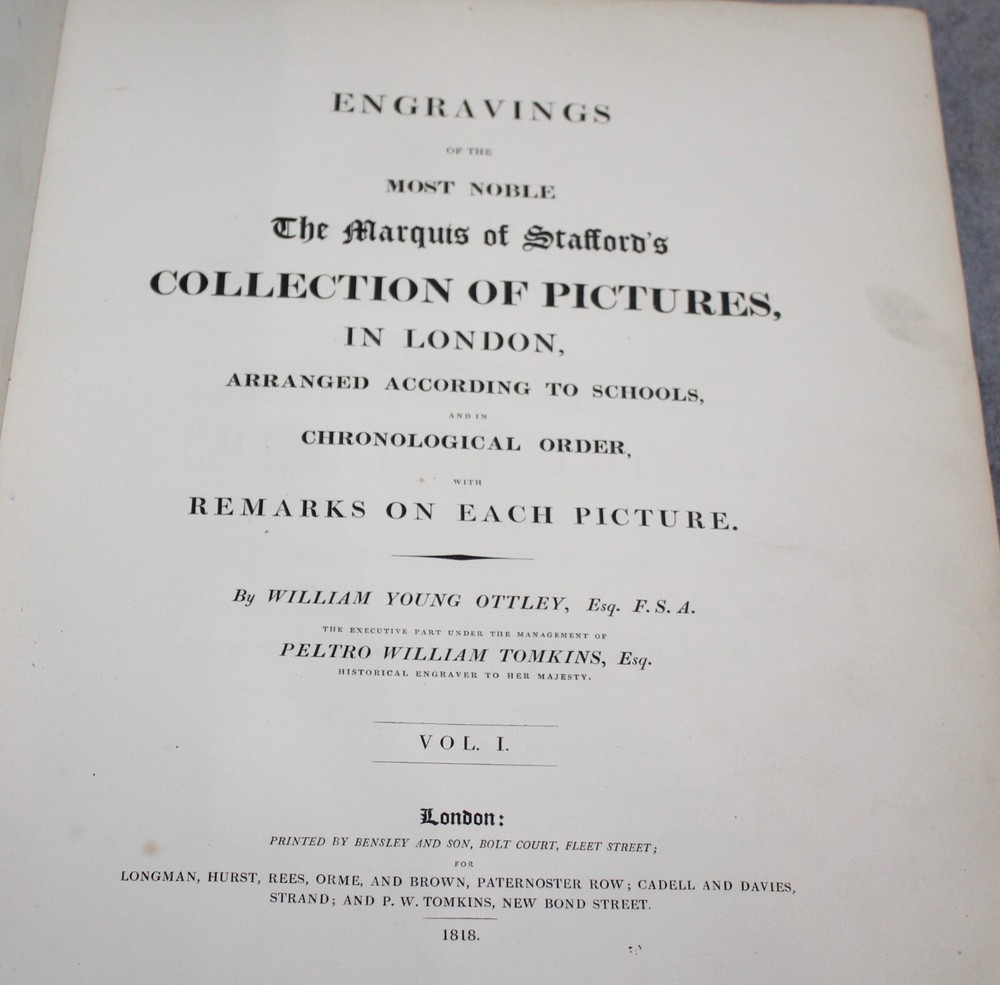 ENGRAVINGS
OF THE
MOST NOBLE
The Marquis of Stafford's
COLLECTION OF PICTURES,
IN LONDON,
ARRANGED ACCORDING TO SCHOOLS,
AND IN
CHRONOLOGICAL ORDER,
WITH
REMARKS ON EACH PICTURE.
By WILLIAM YOUNG OTTLEY, Esq. F. S. A.
THE EXECUTIVE PART UNDER THE MANAGEMENT OF
PELTRO WILLIAM TOMKINS, Esq.
HISTORICAL ENGRAVER TO HER MAJESTY.
VOL. I.
London:
PRINTED BY BENSLEY AND SON, BOLT COURT, FLEET STREET;
FOR
LONGMAN, HURST, REES, ORME, AND BROWN, PATERNOSTER ROW; CADELL AND DAVIES,
STRAND; AND P. W. TOMKINS, NEW BOND STREET.
1818.